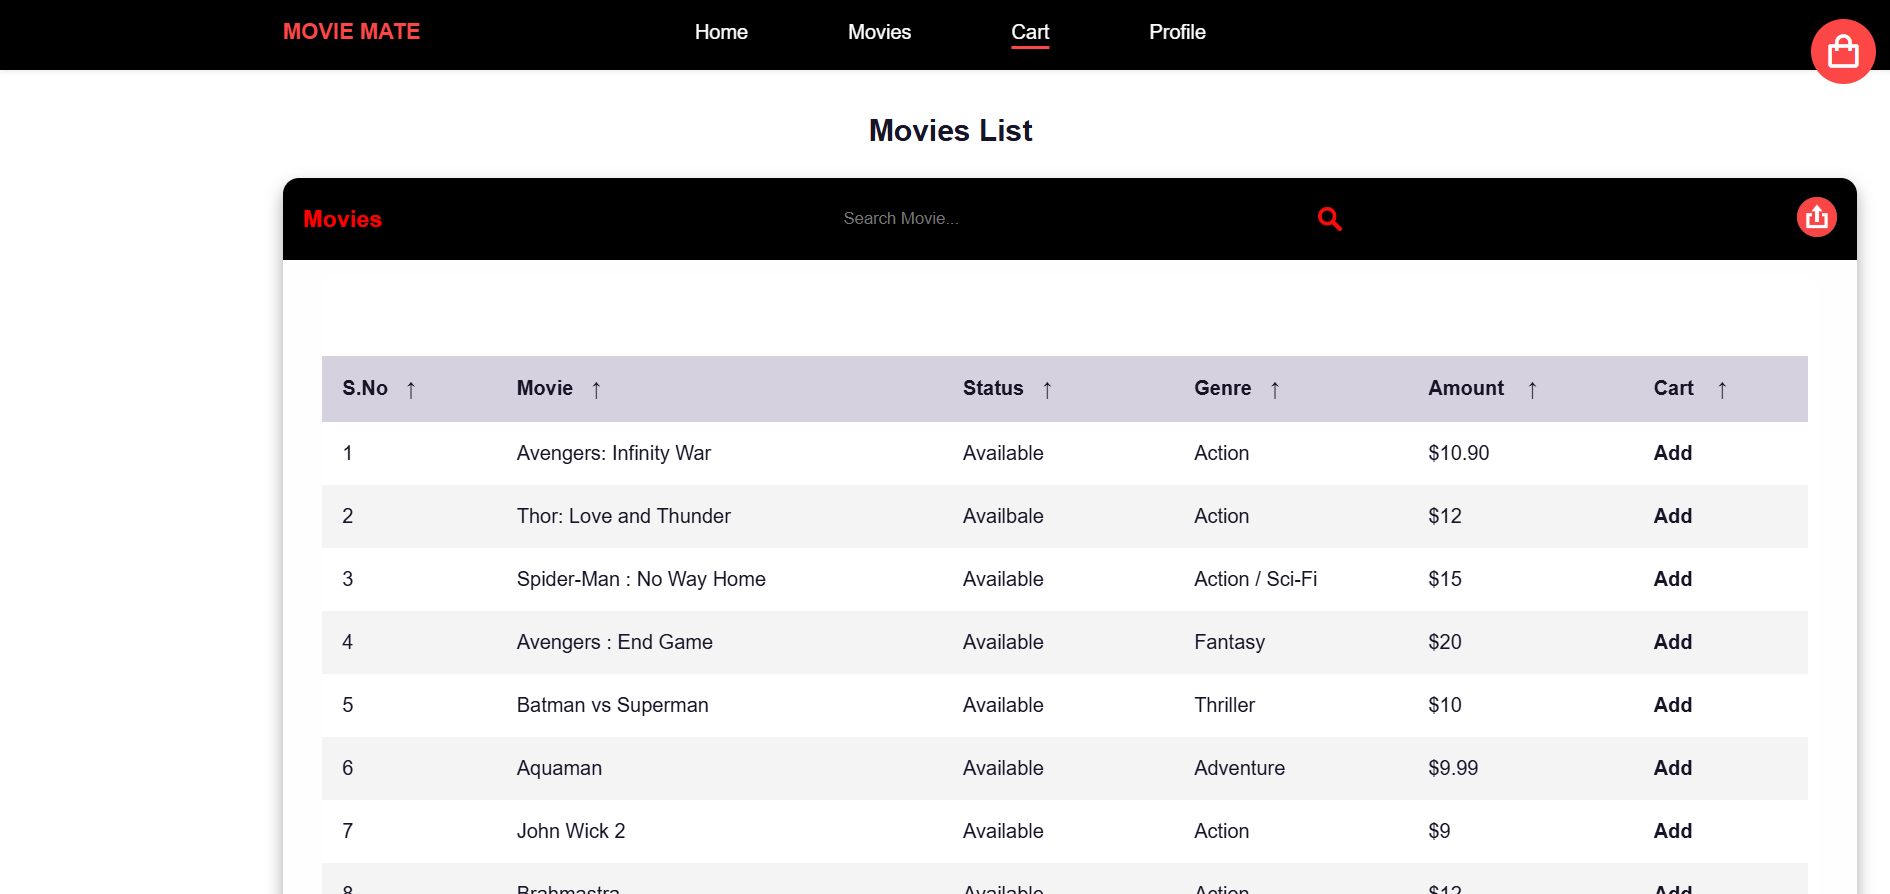 MOVIE MATE Home Movies Cart Profile
Movies List
Movies Search Movie...
S.No ↑ Movie ↑ Status ↑ Genre ↑ Amount ↑ Cart ↑
1 Avengers: Infinity War Available Action $10.90 Add
2 Thor: Love and Thunder Availbale Action $12 Add
3 Spider-Man : No Way Home Available Action / Sci-Fi $15 Add
4 Avengers : End Game Available Fantasy $20 Add
5 Batman vs Superman Available Thriller $10 Add
6 Aquaman Available Adventure $9.99 Add
7 John Wick 2 Available Action $9 Add
8 Brahmastra Available Action $12 Add